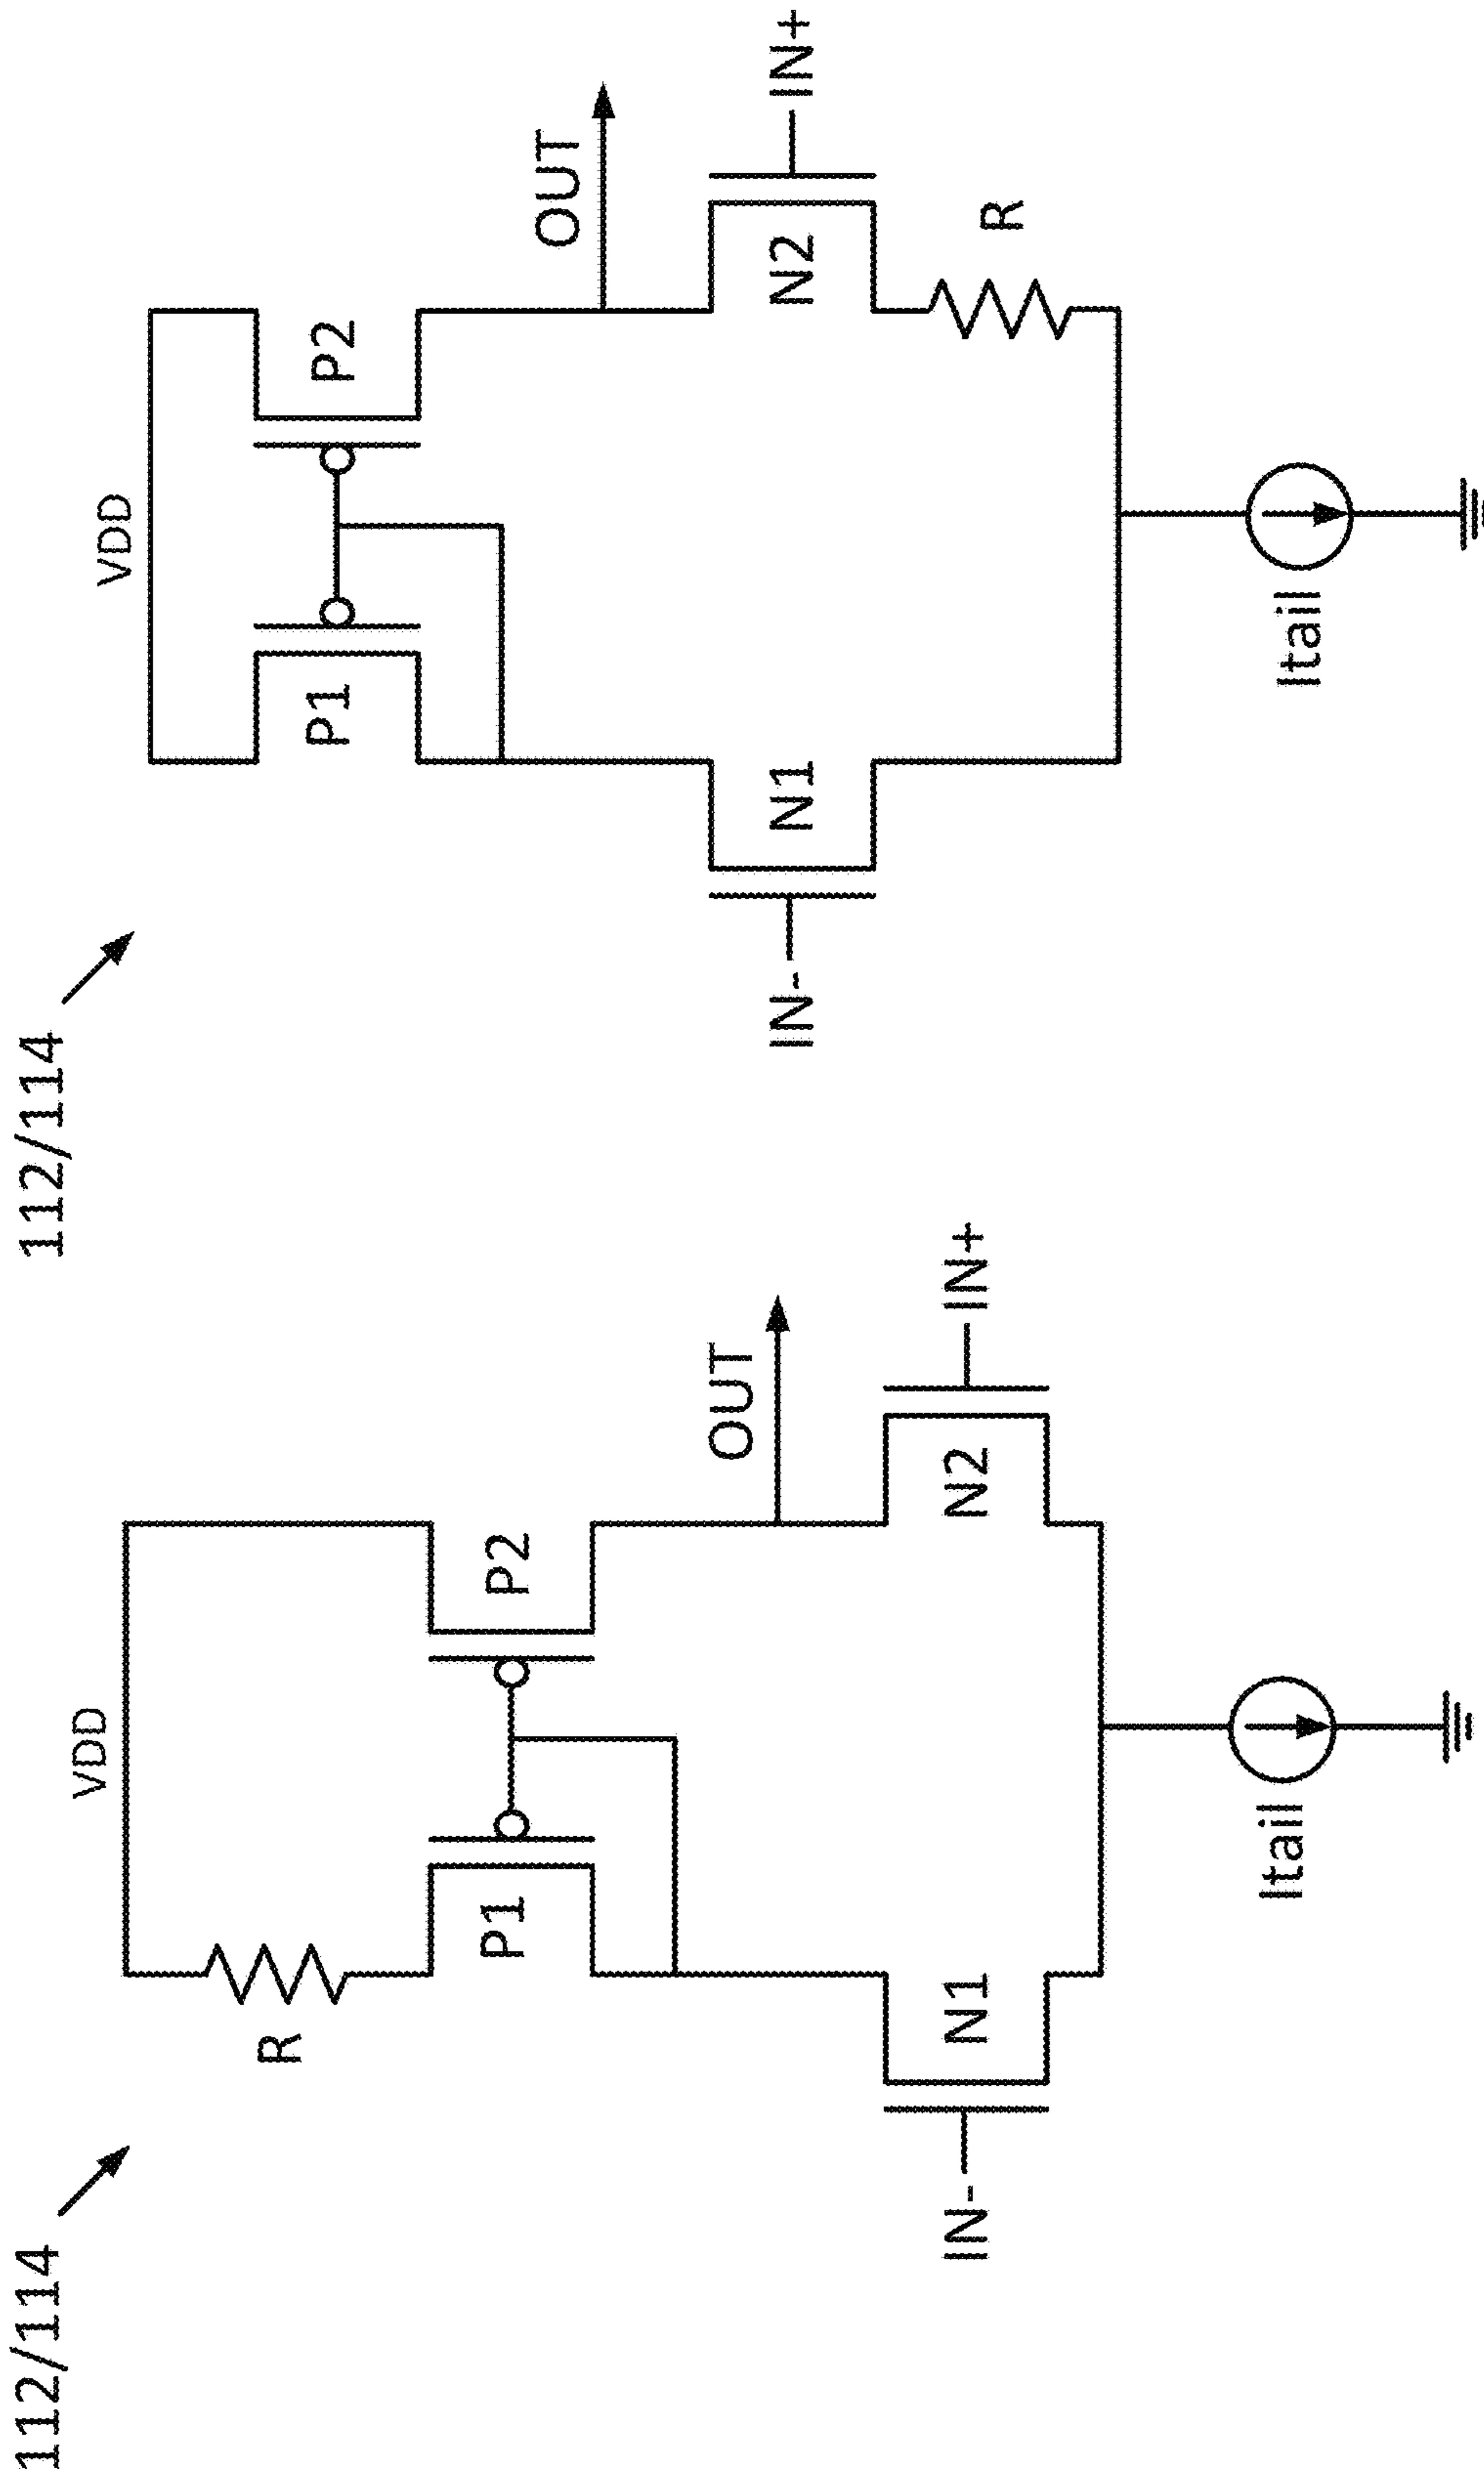 112/114
VDD
R
P1
P2
OUT
IN-
N1
N2
IN+
Itail
112/114
VDD
P1
P2
OUT
IN-
N1
N2
IN+
R
Itail